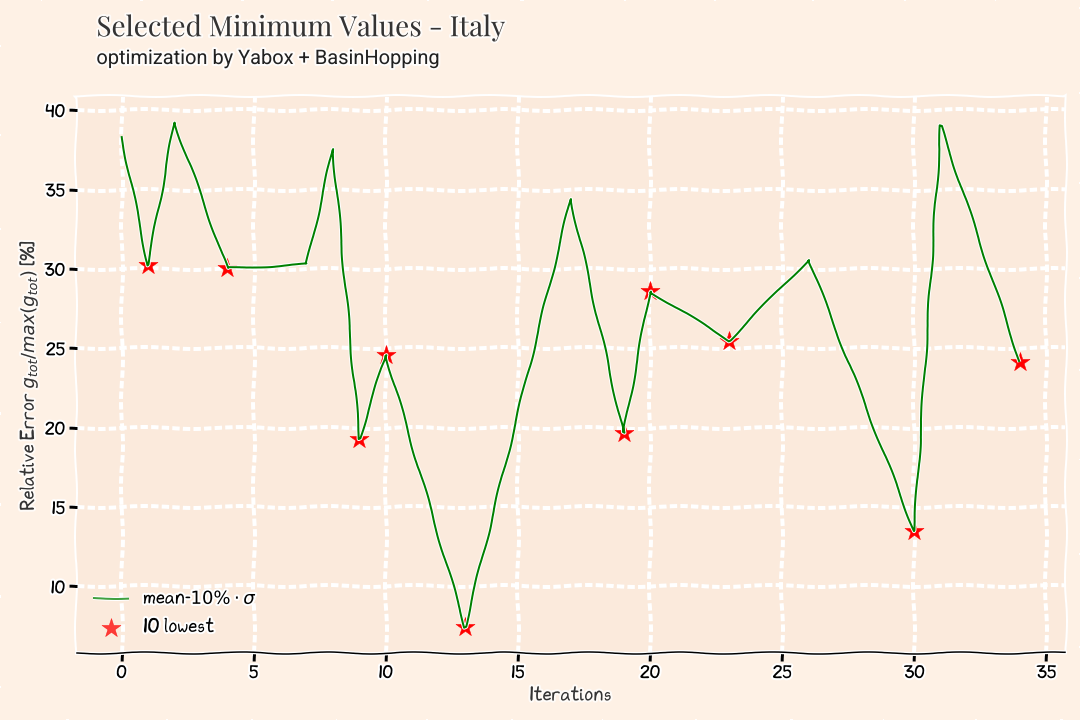 Selected Minimum Values - Italy
optimization by Yabox + BasinHopping
Relative Error g_tot/max(g_tot) [%]
40
35
30
25
20
15
10
mean-10% · σ
10 lowest
0 5 10 15 20 25 30 35
Iterations